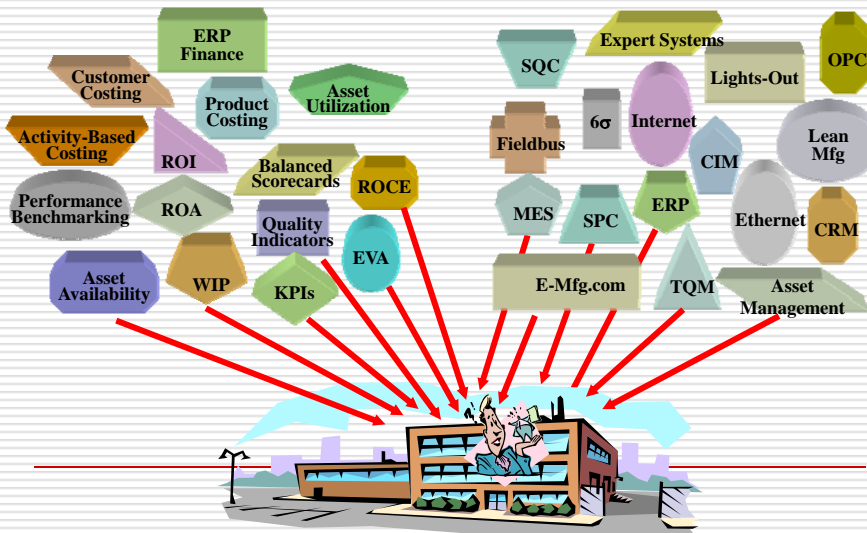 ERP
Finance
Customer
Costing
Product
Costing
Asset
Utilization
Activity-Based
Costing
ROI
Balanced
Scorecards
ROCE
Performance
Benchmarking
ROA
Quality
Indicators
EVA
Asset
Availability
WIP
KPIs
SQC
Expert Systems
Lights-Out
OPC
Fieldbus
6σ
Internet
CIM
Lean
Mfg
MES
SPC
ERP
Ethernet
CRM
E-Mfg.com
TQM
Asset
Management